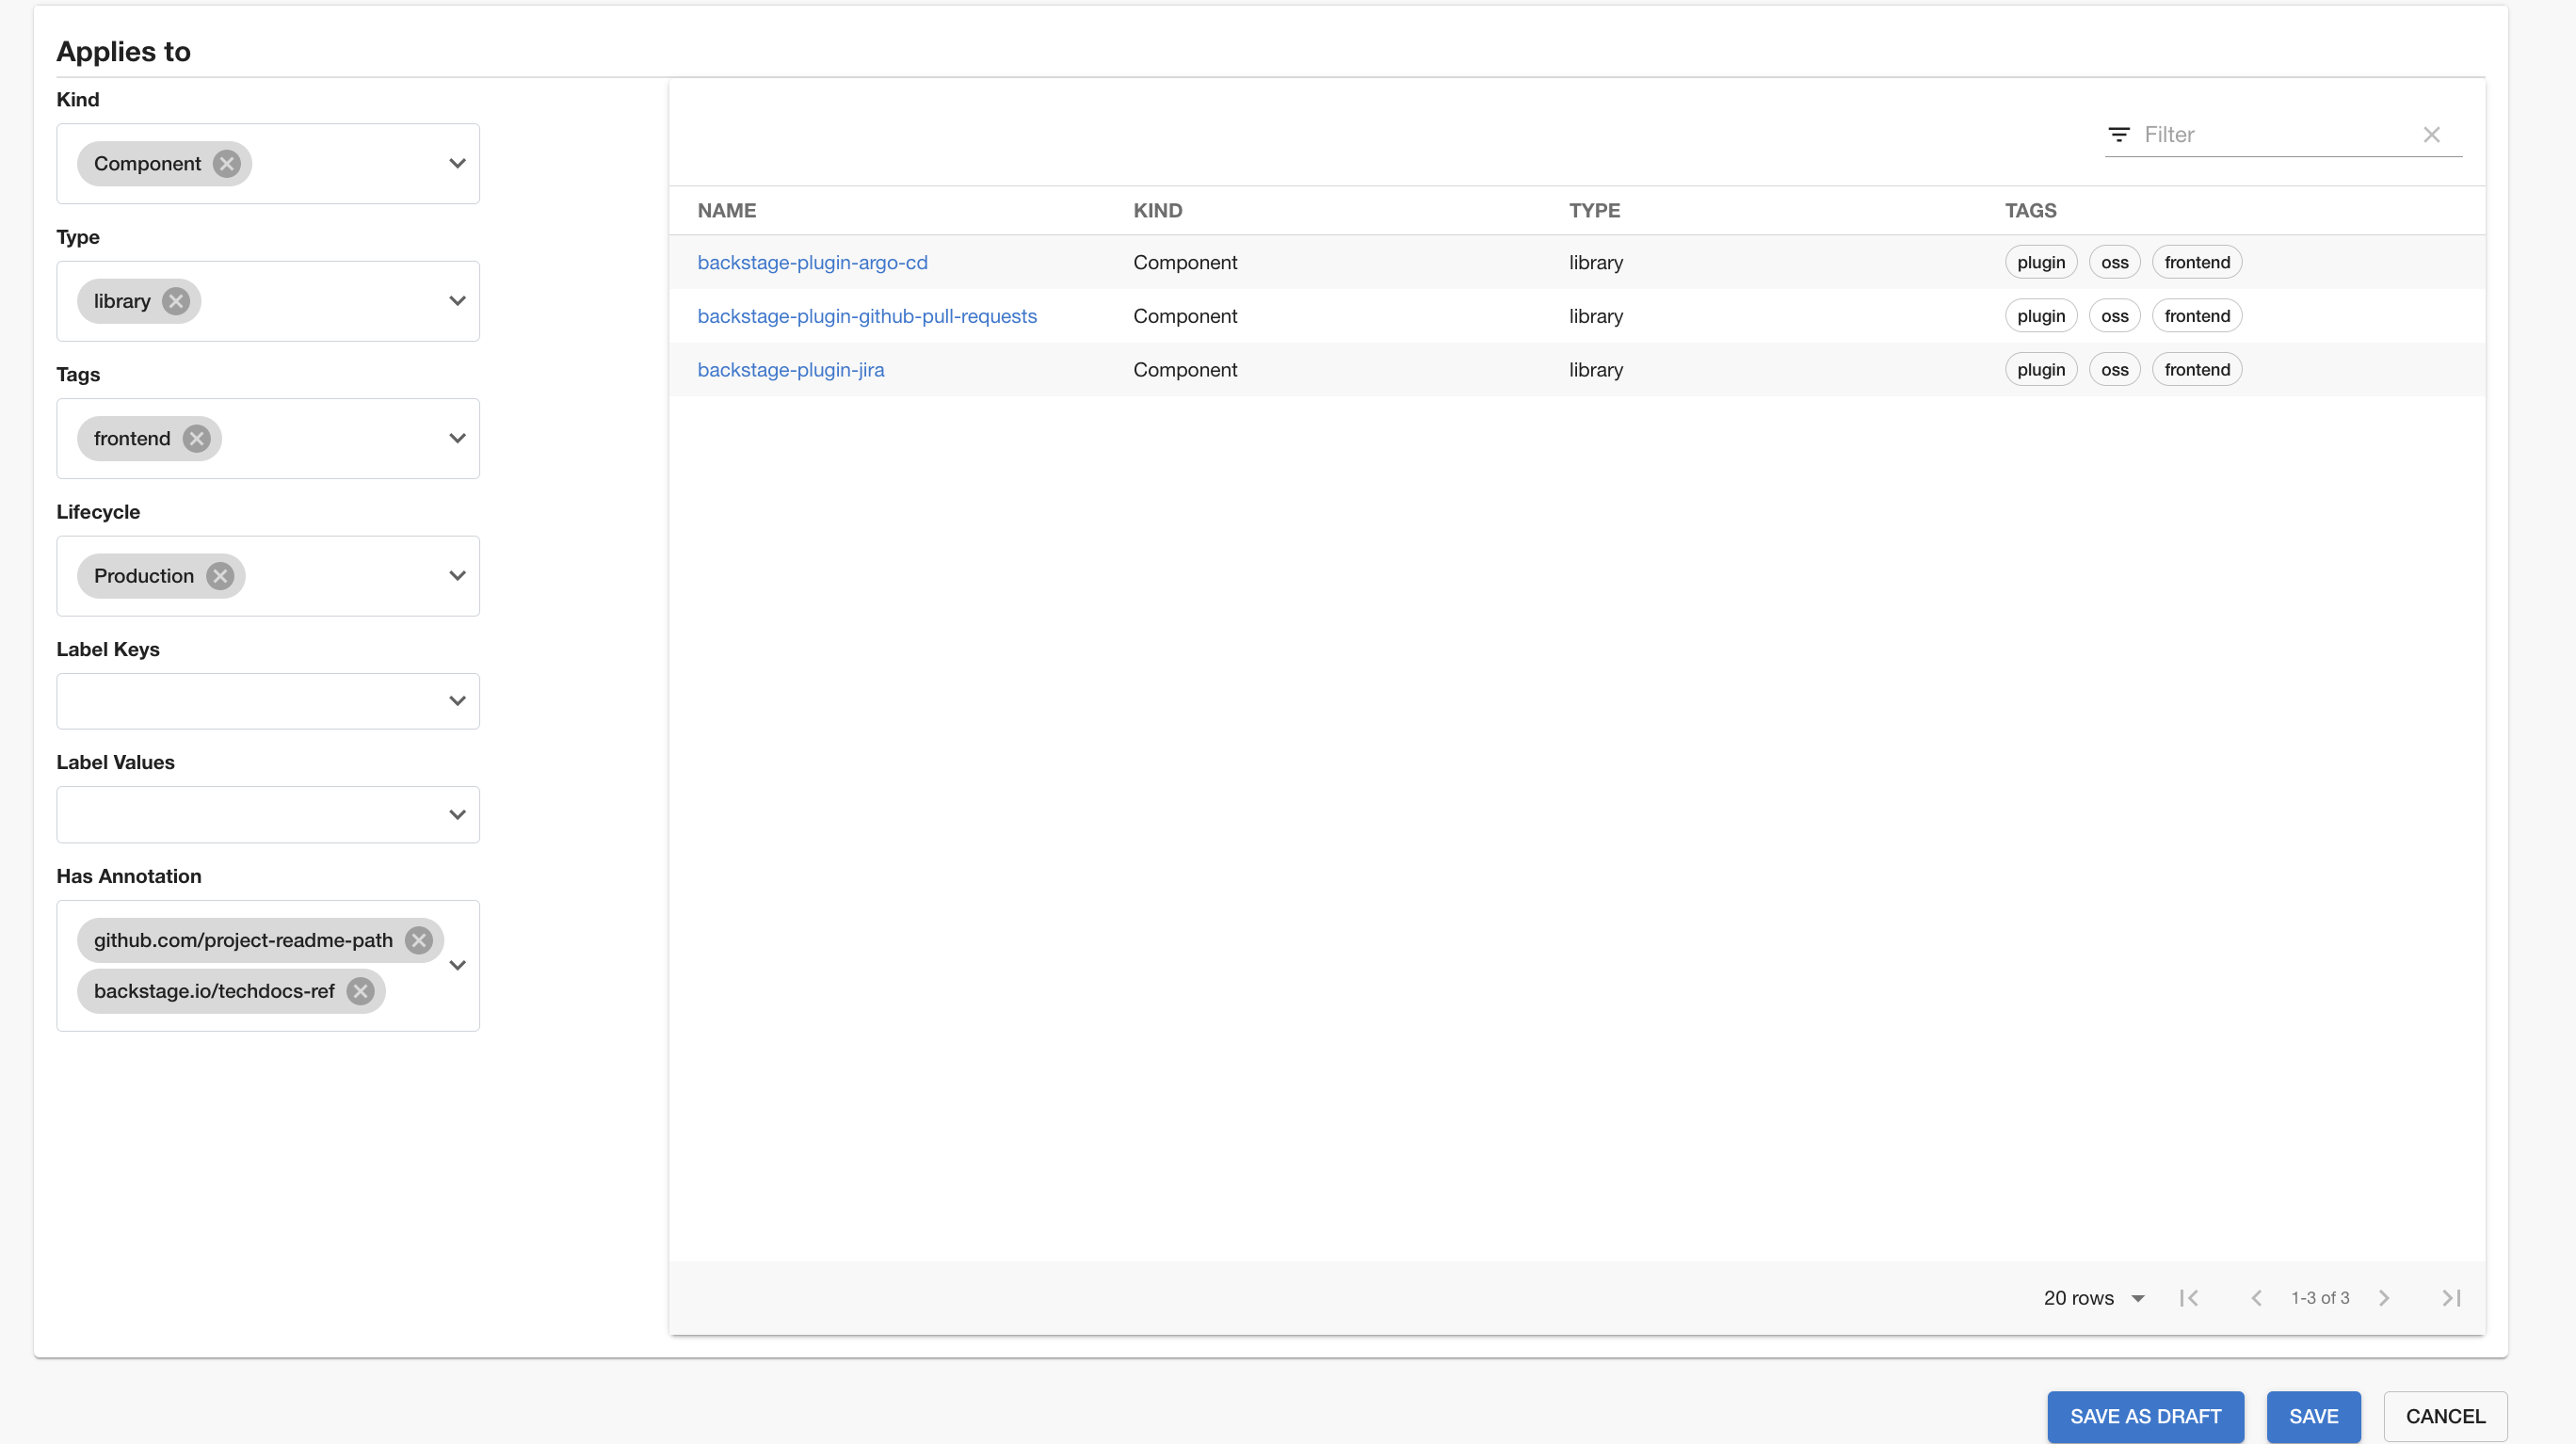 Applies to
Kind
Component
Type
library
Tags
frontend
Lifecycle
Production
Label Keys
Label Values
Has Annotation
github.com/project-readme-path
backstage.io/techdocs-ref
Filter
NAME KIND TYPE TAGS
backstage-plugin-argo-cd Component library plugin oss frontend
backstage-plugin-github-pull-requests Component library plugin oss frontend
backstage-plugin-jira Component library plugin oss frontend
20 rows 1-3 of 3
SAVE AS DRAFT SAVE CANCEL